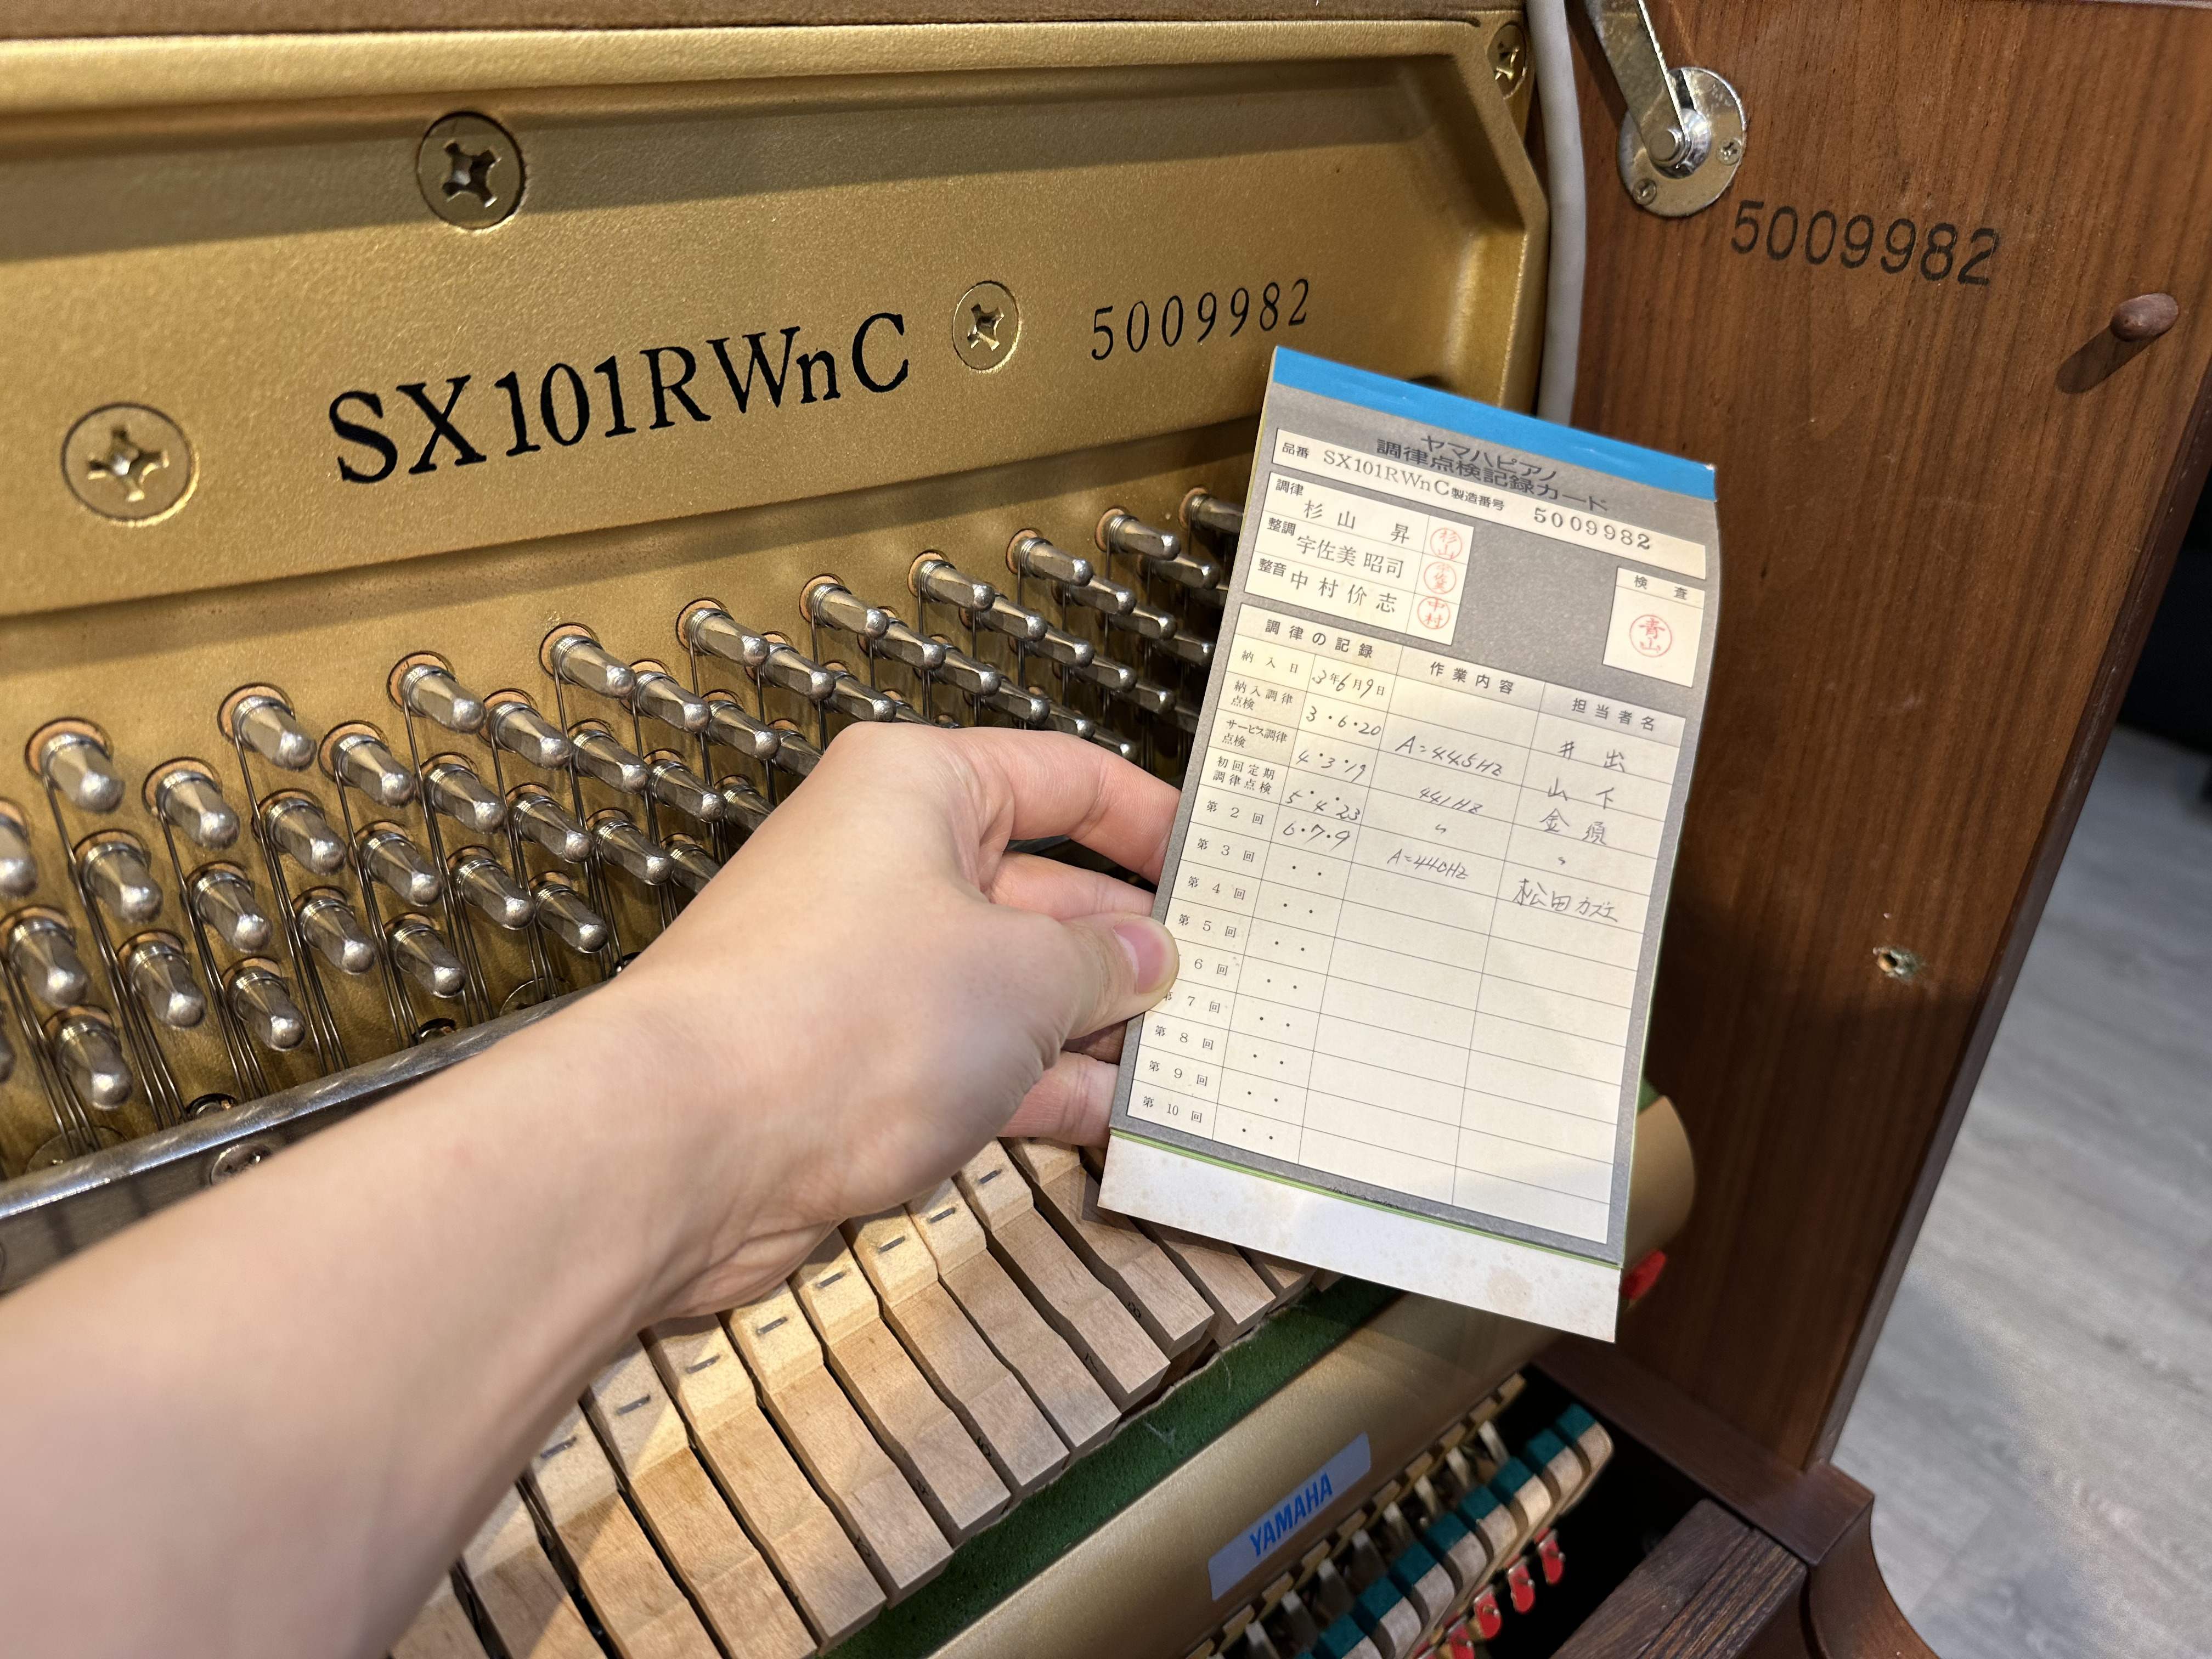 SX101RWnC 5009982
5009982
ヤマハピアノ
調律点検記録カード
品番 SX101RWnC 製造番号 5009982
調律 杉山 昇 杉山
整調 宇佐美 昭司
整音 中村 价志 中村
検査
青山
調律の記録 作業内容 担当者名
納入日 3年6月9日 井出
納入調律点検 3・6・20 A=445HZ 山下
サービス調律点検 4・3・19 441HZ 金須
初回定期調律点検 5・4・23 〃 〃
第2回 6・7・9 A=440HZ 松田カズエ
第3回 ・・
第4回 ・・
第5回 ・・
6回 ・・
第7回 ・・
第8回 ・・
第9回 ・・
第10回 ・・
YAMAHA